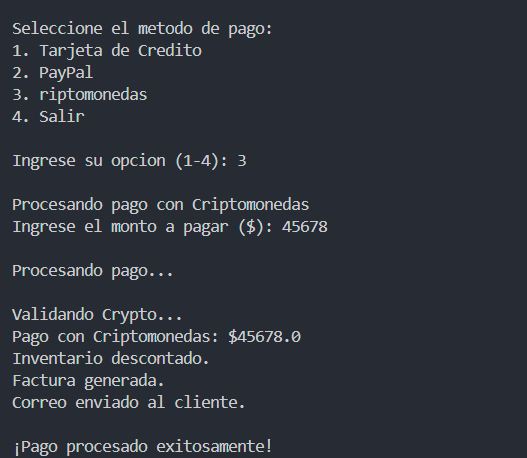 Seleccione el metodo de pago:
1. Tarjeta de Credito
2. PayPal
3. riptomonedas
4. Salir
Ingrese su opcion (1-4): 3
Procesando pago con Criptomonedas
Ingrese el monto a pagar ($): 45678
Procesando pago...
Validando Crypto...
Pago con Criptomonedas: $45678.0
Inventario descontado.
Factura generada.
Correo enviado al cliente.
¡Pago procesado exitosamente!